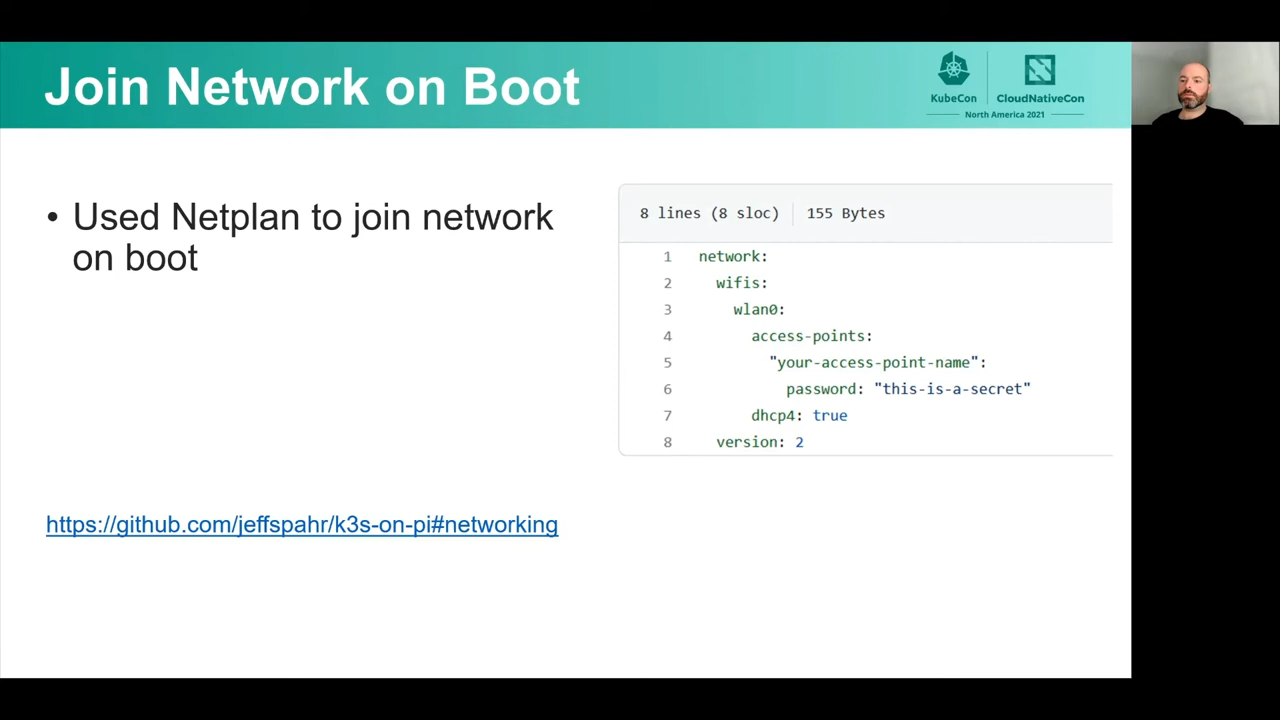 Join Network on Boot
KubeCon
CloudNativeCon
North America 2021
• Used Netplan to join network
on boot
8 lines (8 sloc) 155 Bytes
1 network:
2 wifis:
3 wlan0:
4 access-points:
5 "your-access-point-name":
6 password: "this-is-a-secret"
7 dhcp4: true
8 version: 2
https://github.com/jeffspahr/k3s-on-pi#networking